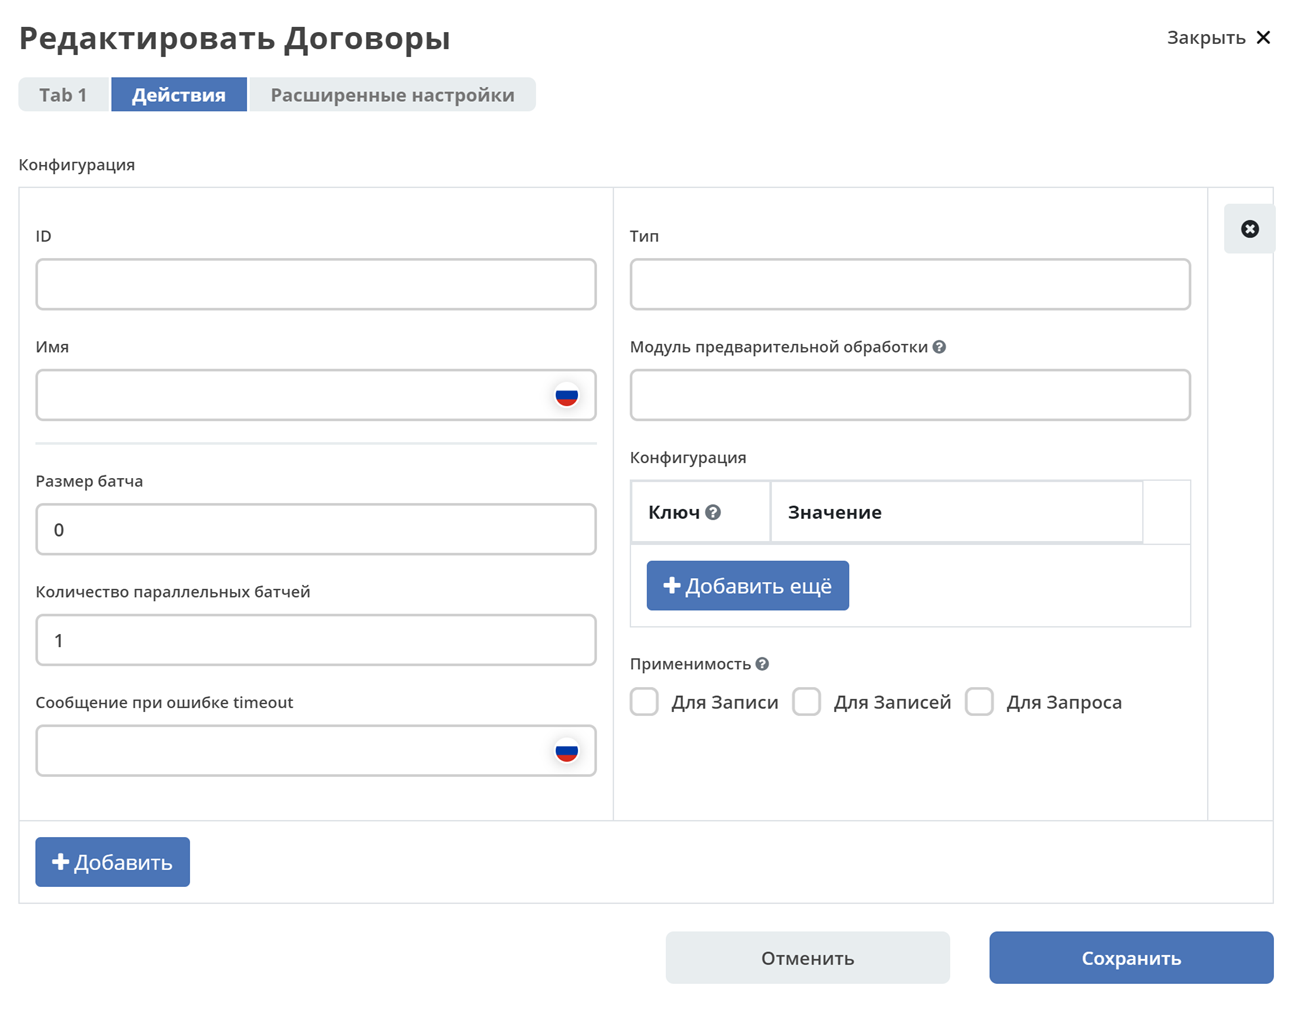 Редактировать Договоры
Закрыть
Tab 1
Действия
Расширенные настройки
Конфигурация
ID
Имя
Размер батча
0
Количество параллельных батчей
1
Сообщение при ошибке timeout
Тип
Модуль предварительной обработки
Конфигурация
Ключ
Значение
Добавить ещё
Применимость
Для Записи
Для Записей
Для Запроса
Добавить
Отменить
Сохранить